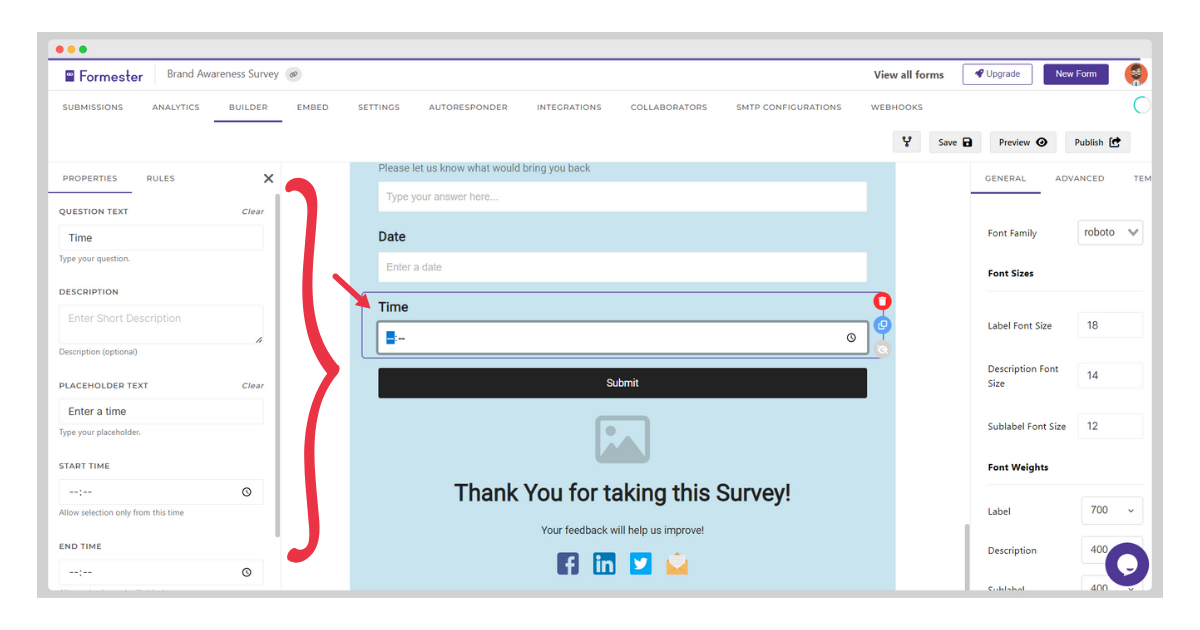 Formester
Brand Awareness Survey
View all forms
Upgrade
New Form
SUBMISSIONS
ANALYTICS
BUILDER
EMBED
SETTINGS
AUTORESPONDER
INTEGRATIONS
COLLABORATORS
SMTP CONFIGURATIONS
WEBHOOKS
Save
Preview
Publish
PROPERTIES
RULES
QUESTION TEXT
Clear
Time
Type your question.
DESCRIPTION
Enter Short Description
Description (optional)
PLACEHOLDER TEXT
Clear
Enter a time
Type your placeholder.
START TIME
--:--
Allow selection only from this time
END TIME
--:--
Please let us know what would bring you back
Type your answer here...
Date
Enter a date
Time
--:--
Submit
Thank You for taking this Survey!
Your feedback will help us improve!
GENERAL
ADVANCED
TEM
Font Family
roboto
Font Sizes
Label Font Size
18
Description Font
Size
14
Sublabel Font Size
12
Font Weights
Label
700
Description
400
Sublabel
400